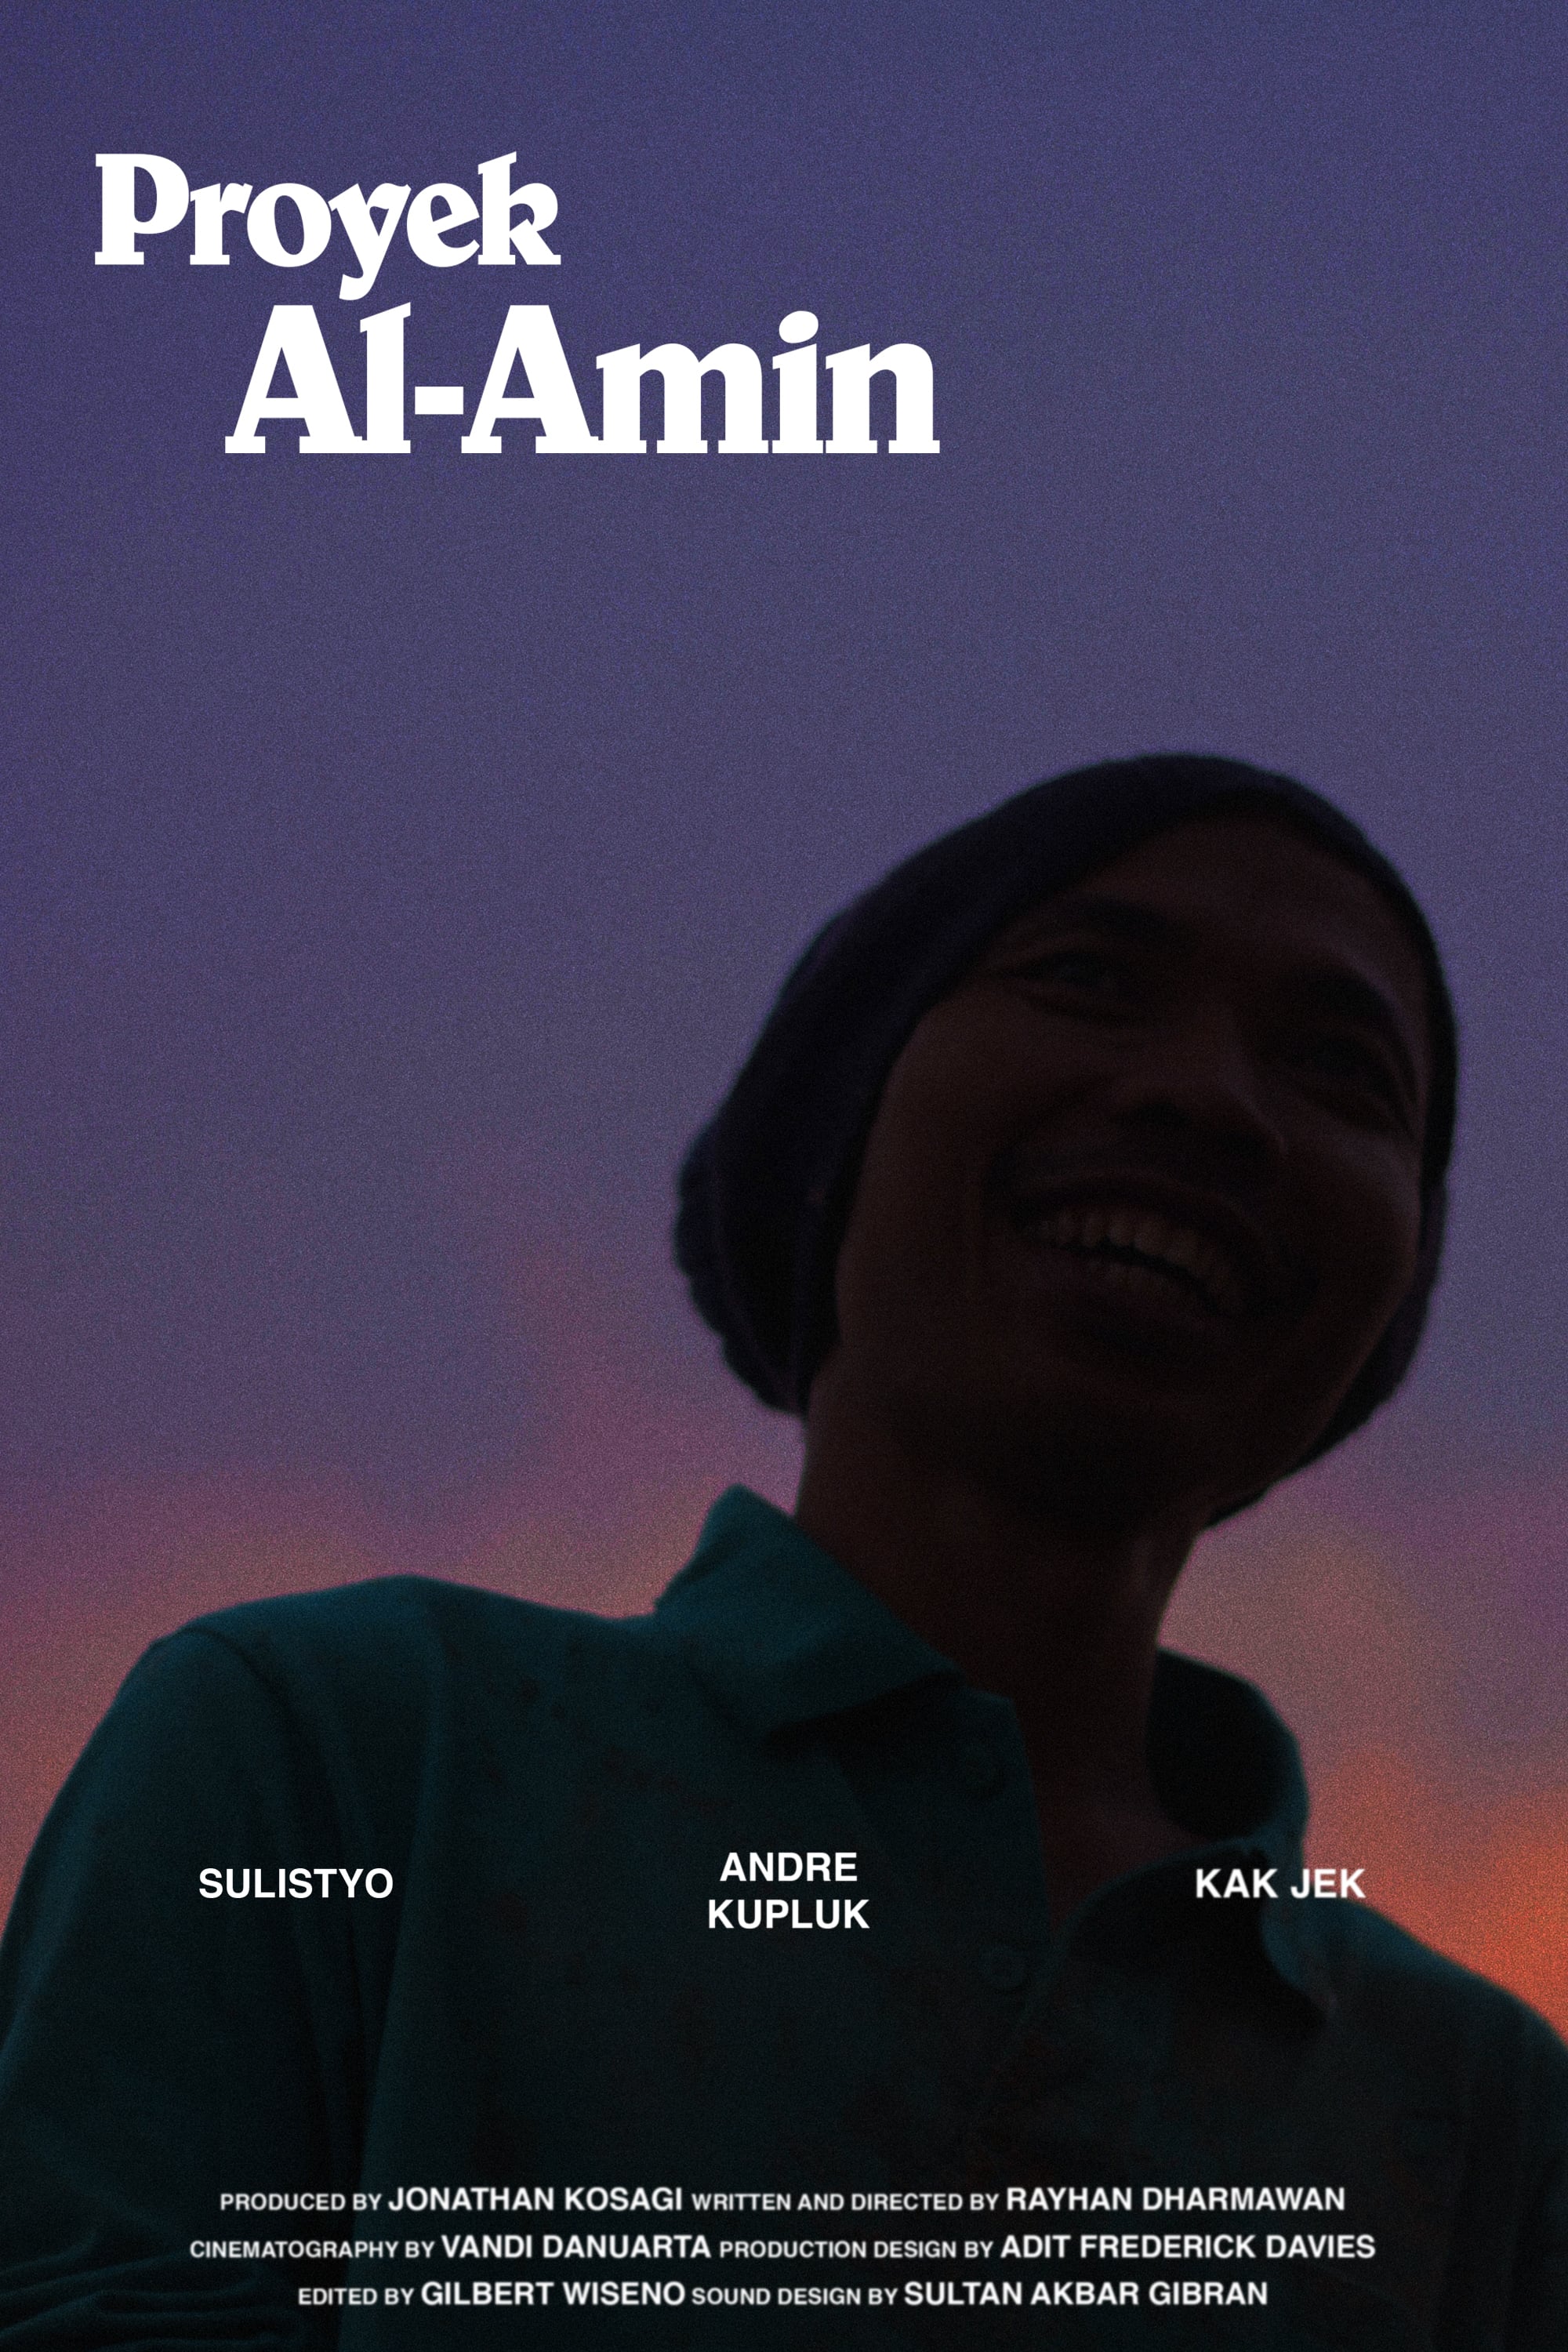 Proyek
Al-Amin
SULISTYO
ANDRE
KUPLUK
KAK JEK
PRODUCED BY JONATHAN KOSAGI WRITTEN AND DIRECTED BY RAYHAN DHARMAWAN
CINEMATOGRAPHY BY VANDI DANUARTA PRODUCTION DESIGN BY ADIT FREDERICK DAVIES
EDITED BY GILBERT WISENO SOUND DESIGN BY SULTAN AKBAR GIBRAN